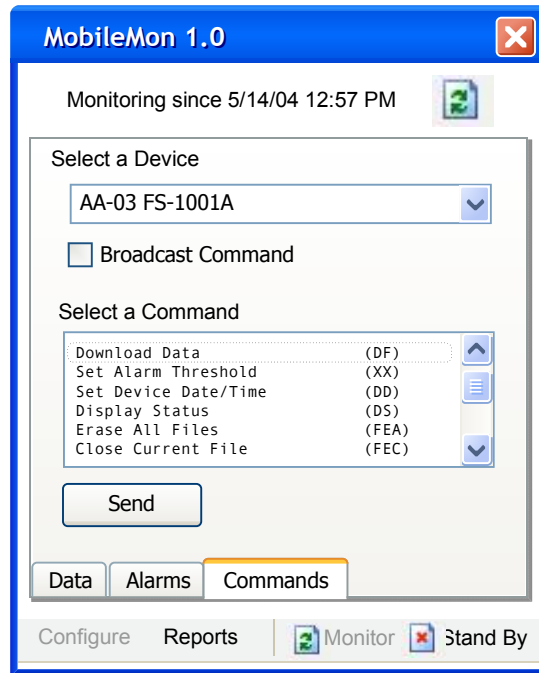 MobileMon 1.0
Monitoring since 5/14/04 12:57 PM
Select a Device
AA-03 FS-1001A
Broadcast Command
Select a Command
Download Data (DF)
Set Alarm Threshold (XX)
Set Device Date/Time (DD)
Display Status (DS)
Erase All Files (FEA)
Close Current File (FEC)
Send
Data Alarms Commands
Configure Reports Monitor Stand By